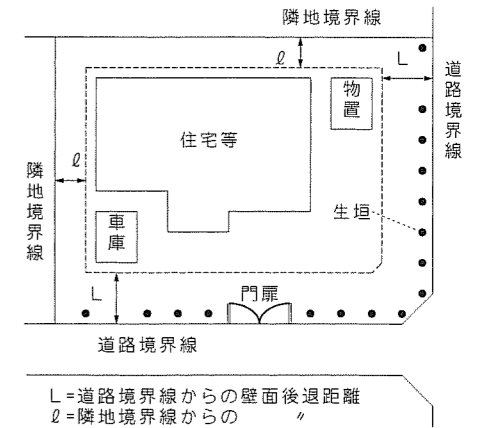 隣地境界線
ℓ
L
道路境界線
物置
住宅等
隣地境界線
ℓ
生垣
車庫
L
門扉
道路境界線
L=道路境界線からの壁面後退距離
ℓ=隣地境界線からの 〃